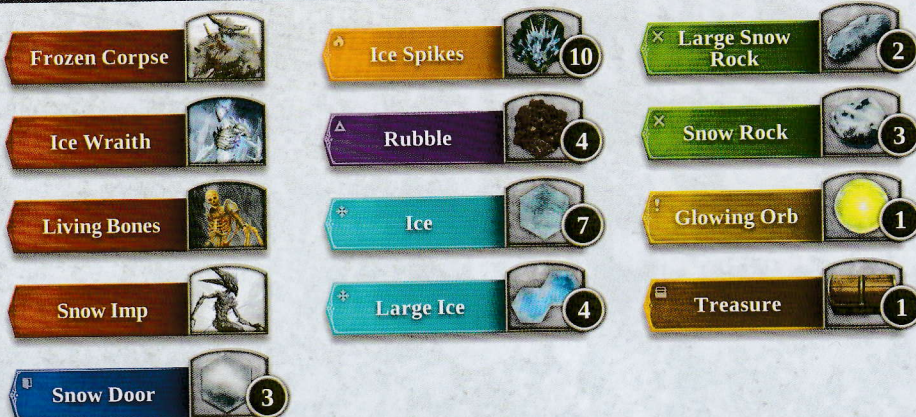 Frozen Corpse
Ice Wraith
Living Bones
Snow Imp
Snow Door
3
Ice Spikes
10
Rubble
4
Ice
7
Large Ice
4
Large Snow
Rock
2
Snow Rock
3
Glowing Orb
1
Treasure
1